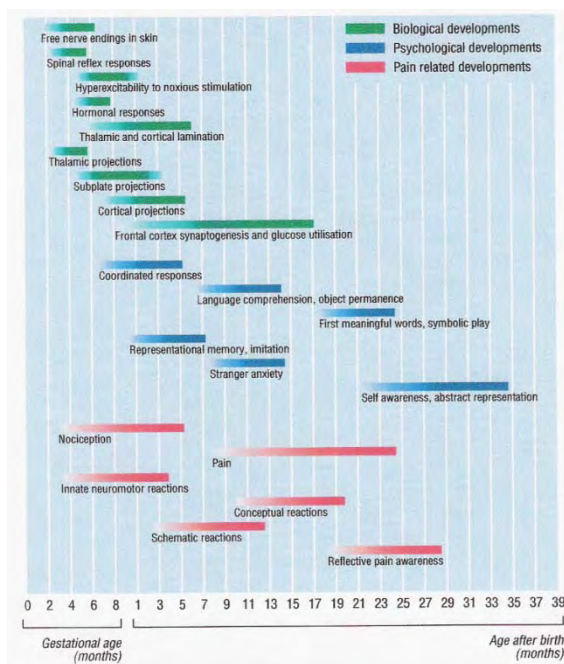 Biological developments
Psychological developments
Pain related developments
Free nerve endings in skin
Spinal reflex responses
Hyperexcitability to noxious stimulation
Hormonal responses
Thalamic and cortical lamination
Thalamic projections
Subplate projections
Cortical projections
Frontal cortex synaptogenesis and glucose utilisation
Coordinated responses
Language comprehension, object permanence
First meaningful words, symbolic play
Representational memory, imitation
Stranger anxiety
Self awareness, abstract representation
Nociception
Pain
Innate neuromotor reactions
Conceptual reactions
Schematic reactions
Reflective pain awareness
0 2 4 6 8 1 3 5 7 9 11 13 15 17 19 23 25 27 29 31 33 34 35 37 39
Gestational age
(months)
Age after birth
(months)